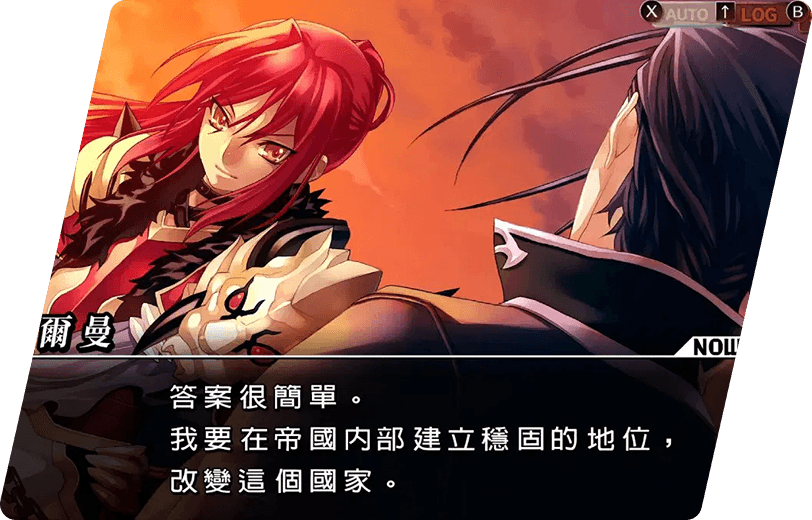 X AUTO ↑ LOG B
爾曼
NOW
答案很簡單。
我要在帝國內部建立穩固的地位，
改變這個國家。